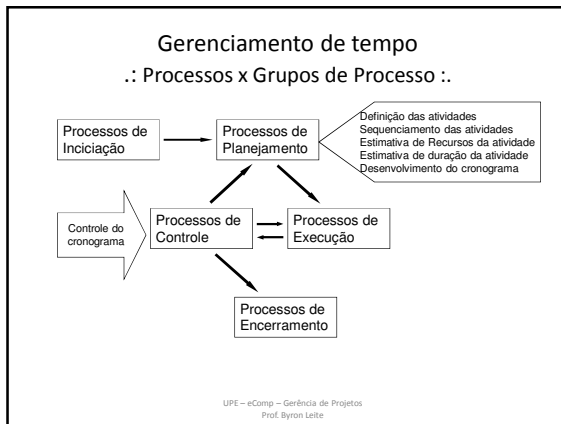 Gerenciamento de tempo
.: Processos x Grupos de Processo :.
Processos de
Iniciação
Processos de
Planejamento
Definição das atividades
Sequenciamento das atividades
Estimativa de Recursos da atividade
Estimativa de duração da atividade
Desenvolvimento do cronograma
Controle do
cronograma
Processos de
Controle
Processos de
Execução
Processos de
Encerramento
UPE – eComp – Gerência de Projetos
Prof. Byron Leite